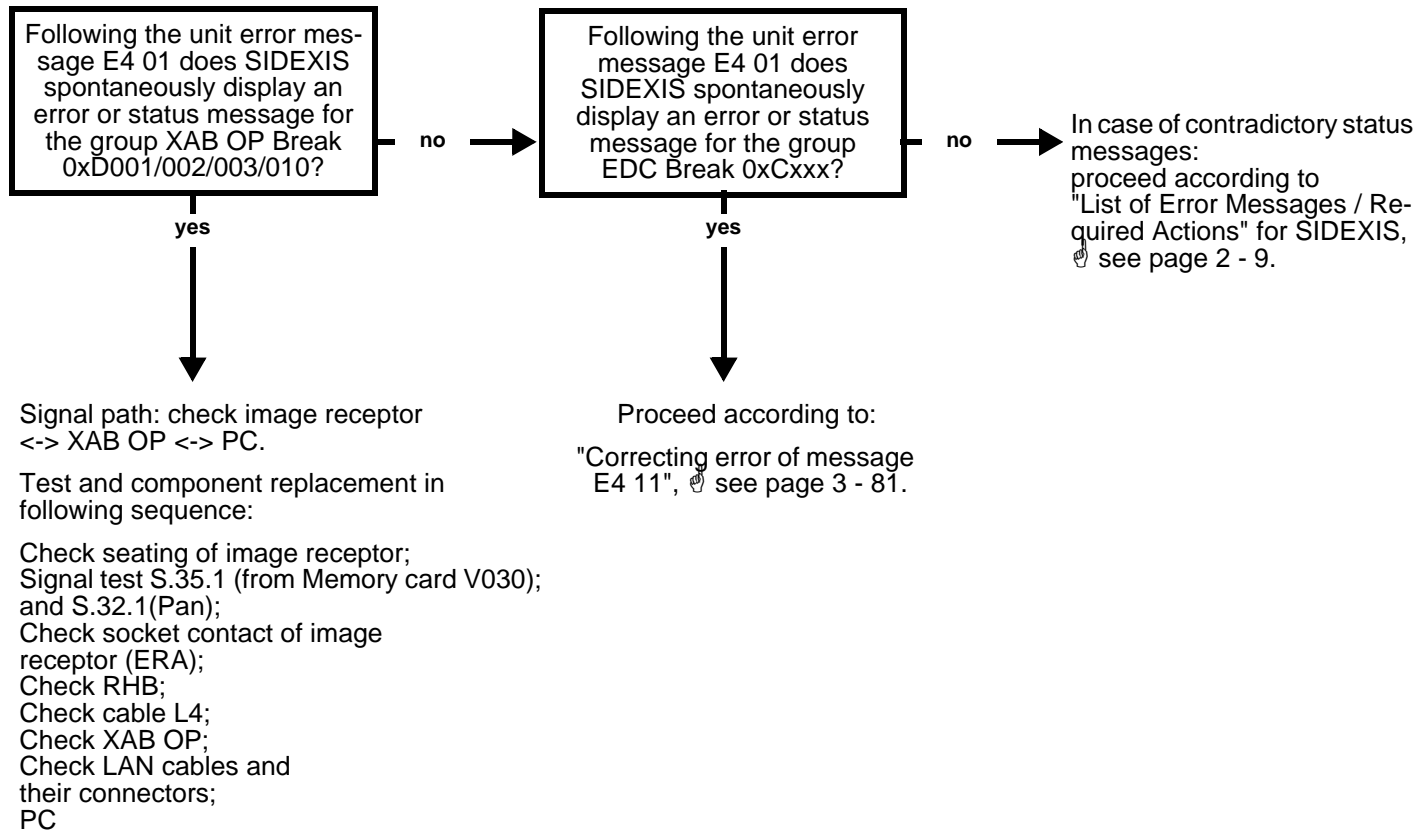 Following the unit error mes-
sage E4 01 does SIDEXIS
spontaneously display an
error or status message for
the group XAB OP Break
0xD001/002/003/010?
no
yes
Following the unit error
message E4 01 does
SIDEXIS spontaneously
display an error or status
message for the group
EDC Break 0xCxxx?
no
yes
In case of contradictory status
messages:
proceed according to
"List of Error Messages / Re-
quired Actions" for SIDEXIS,
☝ see page 2 - 9.
Signal path: check image receptor
<-> XAB OP <-> PC.
Test and component replacement in
following sequence:
Check seating of image receptor;
Signal test S.35.1 (from Memory card V030);
and S.32.1(Pan);
Check socket contact of image
receptor (ERA);
Check RHB;
Check cable L4;
Check XAB OP;
Check LAN cables and
their connectors;
PC
Proceed according to:
"Correcting error of message
E4 11", ☝ see page 3 - 81.